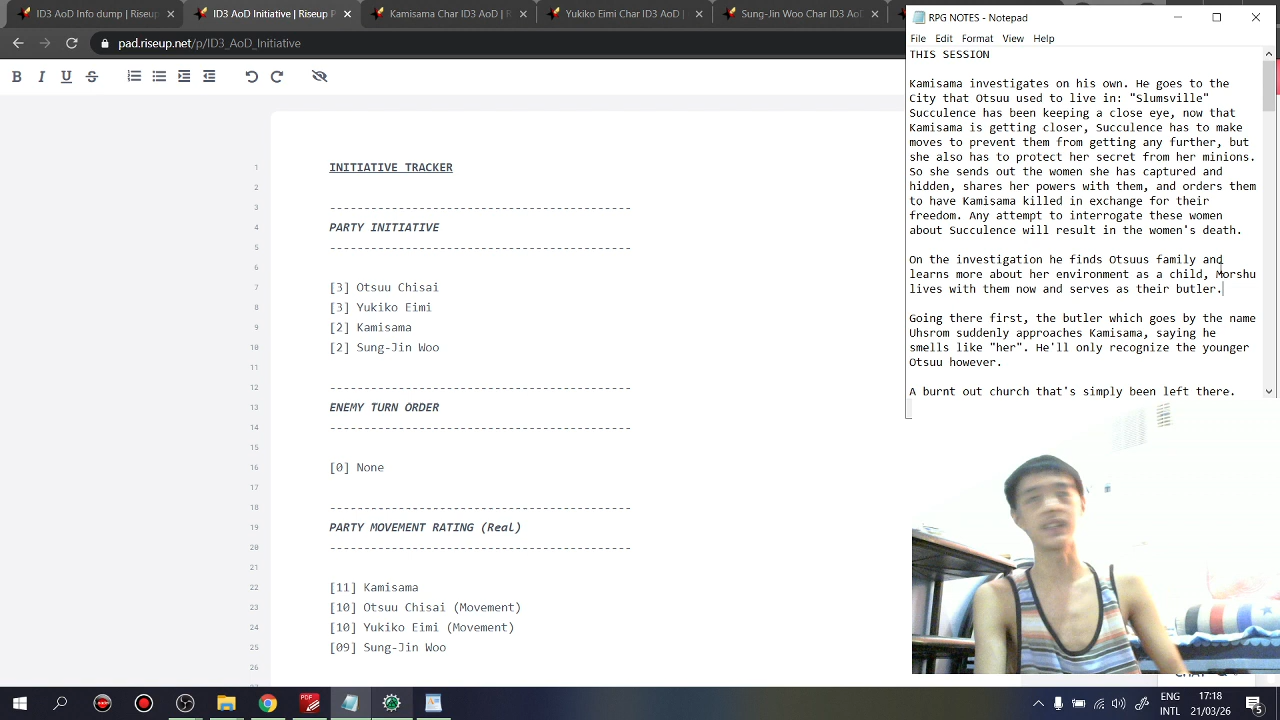 ID3 AoD Info dump | Riseup
ID3 AoD Initiative | Riseup
Kamisama Char ID3 AoD |
Yukiko Eimi Char ID3 AoD |
Sung-Jin Woo Char ID3 AoD
pad.riseup.net/p/ID3_AoD_Initiative
B I U S
1 INITIATIVE TRACKER
2
3 --------------------------------------------
4 PARTY INITIATIVE
5 --------------------------------------------
6
7 [3] Otsuu Chisai
8 [3] Yukiko Eimi
9 [2] Kamisama
10 [2] Sung-Jin Woo
11
12 --------------------------------------------
13 ENEMY TURN ORDER
14 --------------------------------------------
15
16 [0] None
17
18 --------------------------------------------
19 PARTY MOVEMENT RATING (Real)
20 --------------------------------------------
21
22 [11] Kamisama
23 [10] Otsuu Chisai (Movement)
24 [10] Yukiko Eimi (Movement)
25 [09] Sung-Jin Woo
26
RPG NOTES - Notepad
File Edit Format View Help
THIS SESSION
Kamisama investigates on his own. He goes to the
City that Otsuu used to live in: "Slumsville"
Succulence has been keeping a close eye, now that
Kamisama is getting closer, Succulence has to make
moves to prevent them from getting any further, but
she also has to protect her secret from her minions.
So she sends out the women she has captured and
hidden, shares her powers with them, and orders them
to have Kamisama killed in exchange for their
freedom. Any attempt to interrogate these women
about Succulence will result in the women's death.
On the investigation he finds Otsuus family and
learns more about her environment as a child, Morshu
lives with them now and serves as their butler.
Going there first, the butler which goes by the name
Uhsrom suddenly approaches Kamisama, saying he
smells like "her". He'll only recognize the younger
Otsuu however.
A burnt out church that's simply been left there.
PDF
ENG
INTL
17:18
21/03/26
5